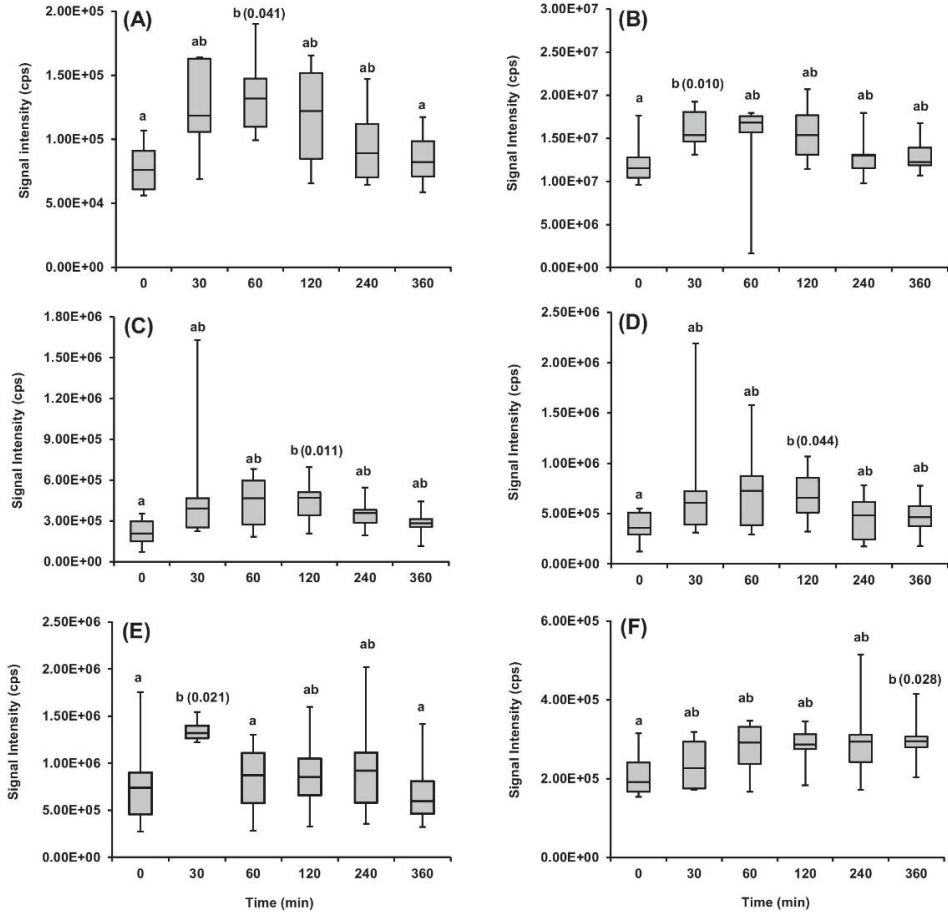 (A)
Signal intensity (cps)
2.00E+05
1.50E+05
1.00E+05
5.00E+04
0.00E+00
a
ab
b (0.041)
ab
ab
a
0 30 60 120 240 360
(B)
Signal Intensity (cps)
3.00E+07
2.50E+07
2.00E+07
1.50E+07
1.00E+07
5.00E+06
0.00E+00
a
b (0.010)
ab
ab
ab
ab
0 30 60 120 240 360
(C)
Signal Intensity (cps)
1.80E+06
1.50E+06
1.20E+06
9.00E+05
6.00E+05
3.00E+05
0.00E+00
a
ab
ab
b (0.011)
ab
ab
0 30 60 120 240 360
(D)
Signal Intensity (cps)
2.50E+06
2.00E+06
1.50E+06
1.00E+06
5.00E+05
0.00E+00
a
ab
ab
b (0.044)
ab
ab
0 30 60 120 240 360
(E)
Signal Intensity (cps)
2.50E+06
2.00E+06
1.50E+06
1.00E+06
5.00E+05
0.00E+00
a
b (0.021)
a
ab
ab
a
0 30 60 120 240 360
Time (min)
(F)
Signal Intensity (cps)
6.00E+05
4.00E+05
2.00E+05
0.00E+00
a
ab
ab
ab
ab
b (0.028)
0 30 60 120 240 360
Time (min)